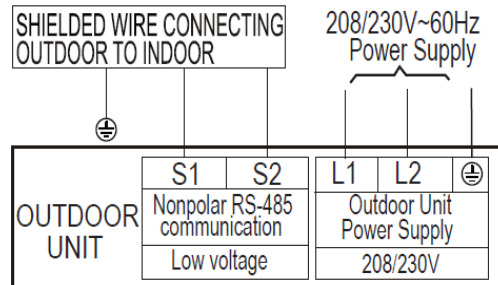 SHIELDED WIRE CONNECTING
OUTDOOR TO INDOOR
208/230V~60Hz
Power Supply
S1 S2 L1 L2
OUTDOOR
UNIT
Nonpolar RS-485
communication
Low voltage
Outdoor Unit
Power Supply
208/230V